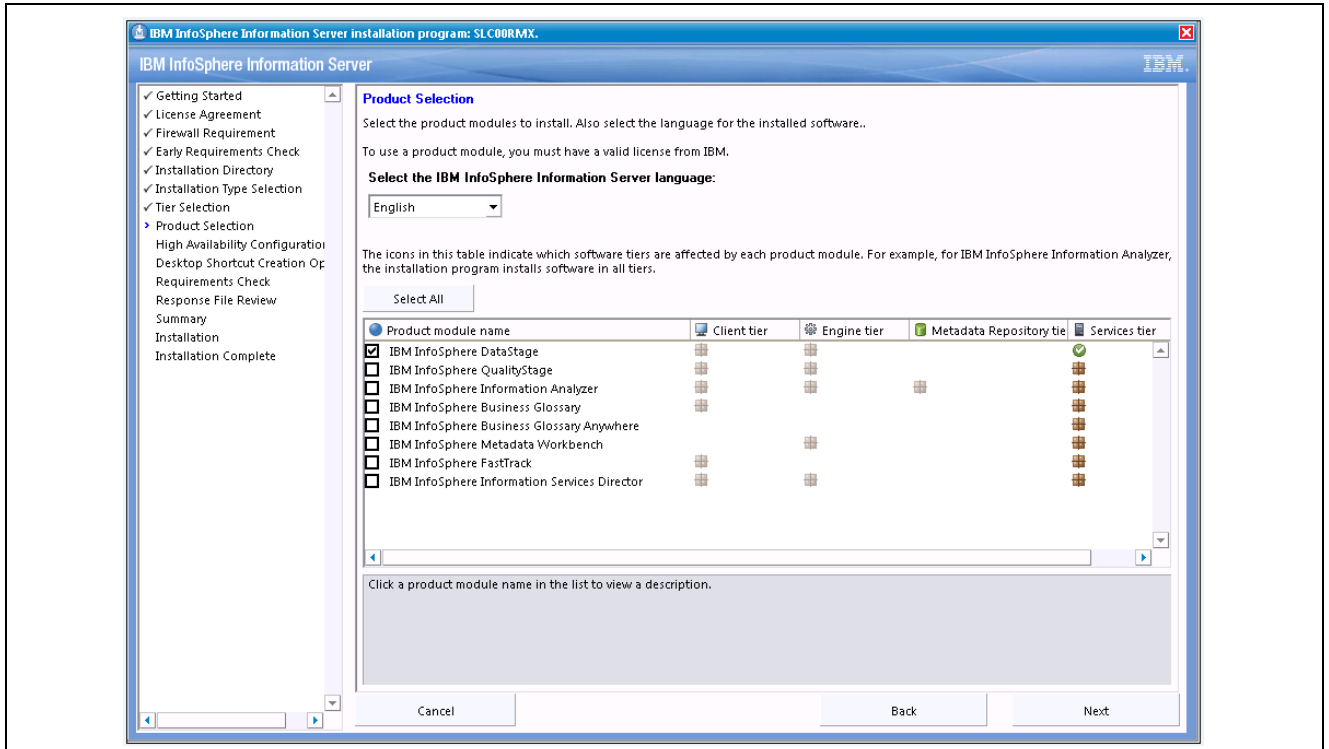 IBM InfoSphere Information Server installation program: SLC00RMX.
IBM InfoSphere Information Server
IBM.
✓ Getting Started
✓ License Agreement
✓ Firewall Requirement
✓ Early Requirements Check
✓ Installation Directory
✓ Installation Type Selection
✓ Tier Selection
> Product Selection
High Availability Configuration
Desktop Shortcut Creation Op
Requirements Check
Response File Review
Summary
Installation
Installation Complete
Product Selection
Select the product modules to install. Also select the language for the installed software..
To use a product module, you must have a valid license from IBM.
Select the IBM InfoSphere Information Server language:
English
The icons in this table indicate which software tiers are affected by each product module. For example, for IBM InfoSphere Information Analyzer,
the installation program installs software in all tiers.
Select All
Product module name Client tier Engine tier Metadata Repository tie Services tier
IBM InfoSphere DataStage
IBM InfoSphere QualityStage
IBM InfoSphere Information Analyzer
IBM InfoSphere Business Glossary
IBM InfoSphere Business Glossary Anywhere
IBM InfoSphere Metadata Workbench
IBM InfoSphere FastTrack
IBM InfoSphere Information Services Director
Click a product module name in the list to view a description.
Cancel
Back
Next